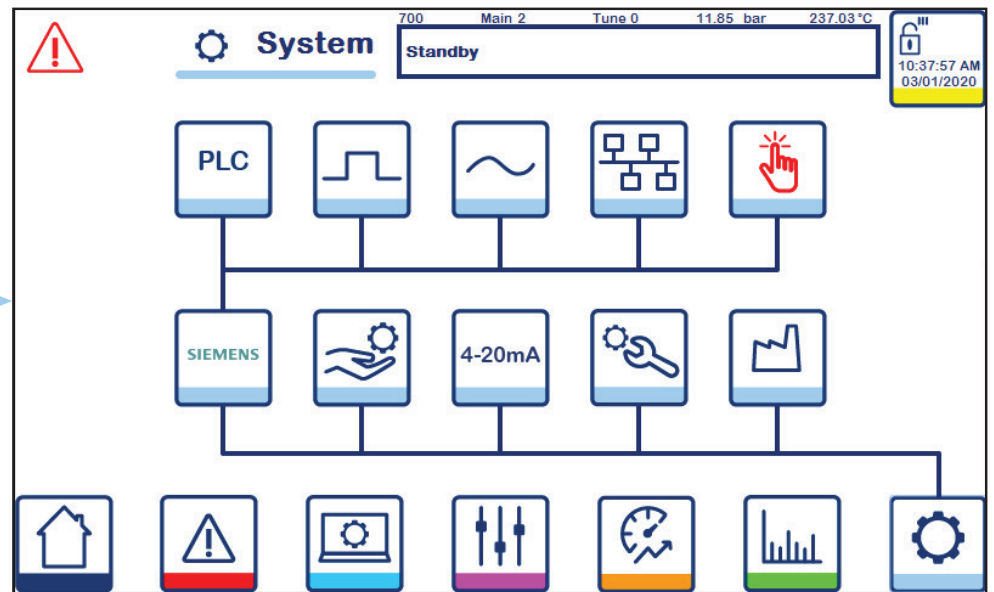 700 Main 2 Tune 0 11.85 bar 237.03 °C
System
Standby
10:37:57 AM
03/01/2020
PLC
SIEMENS
4-20mA